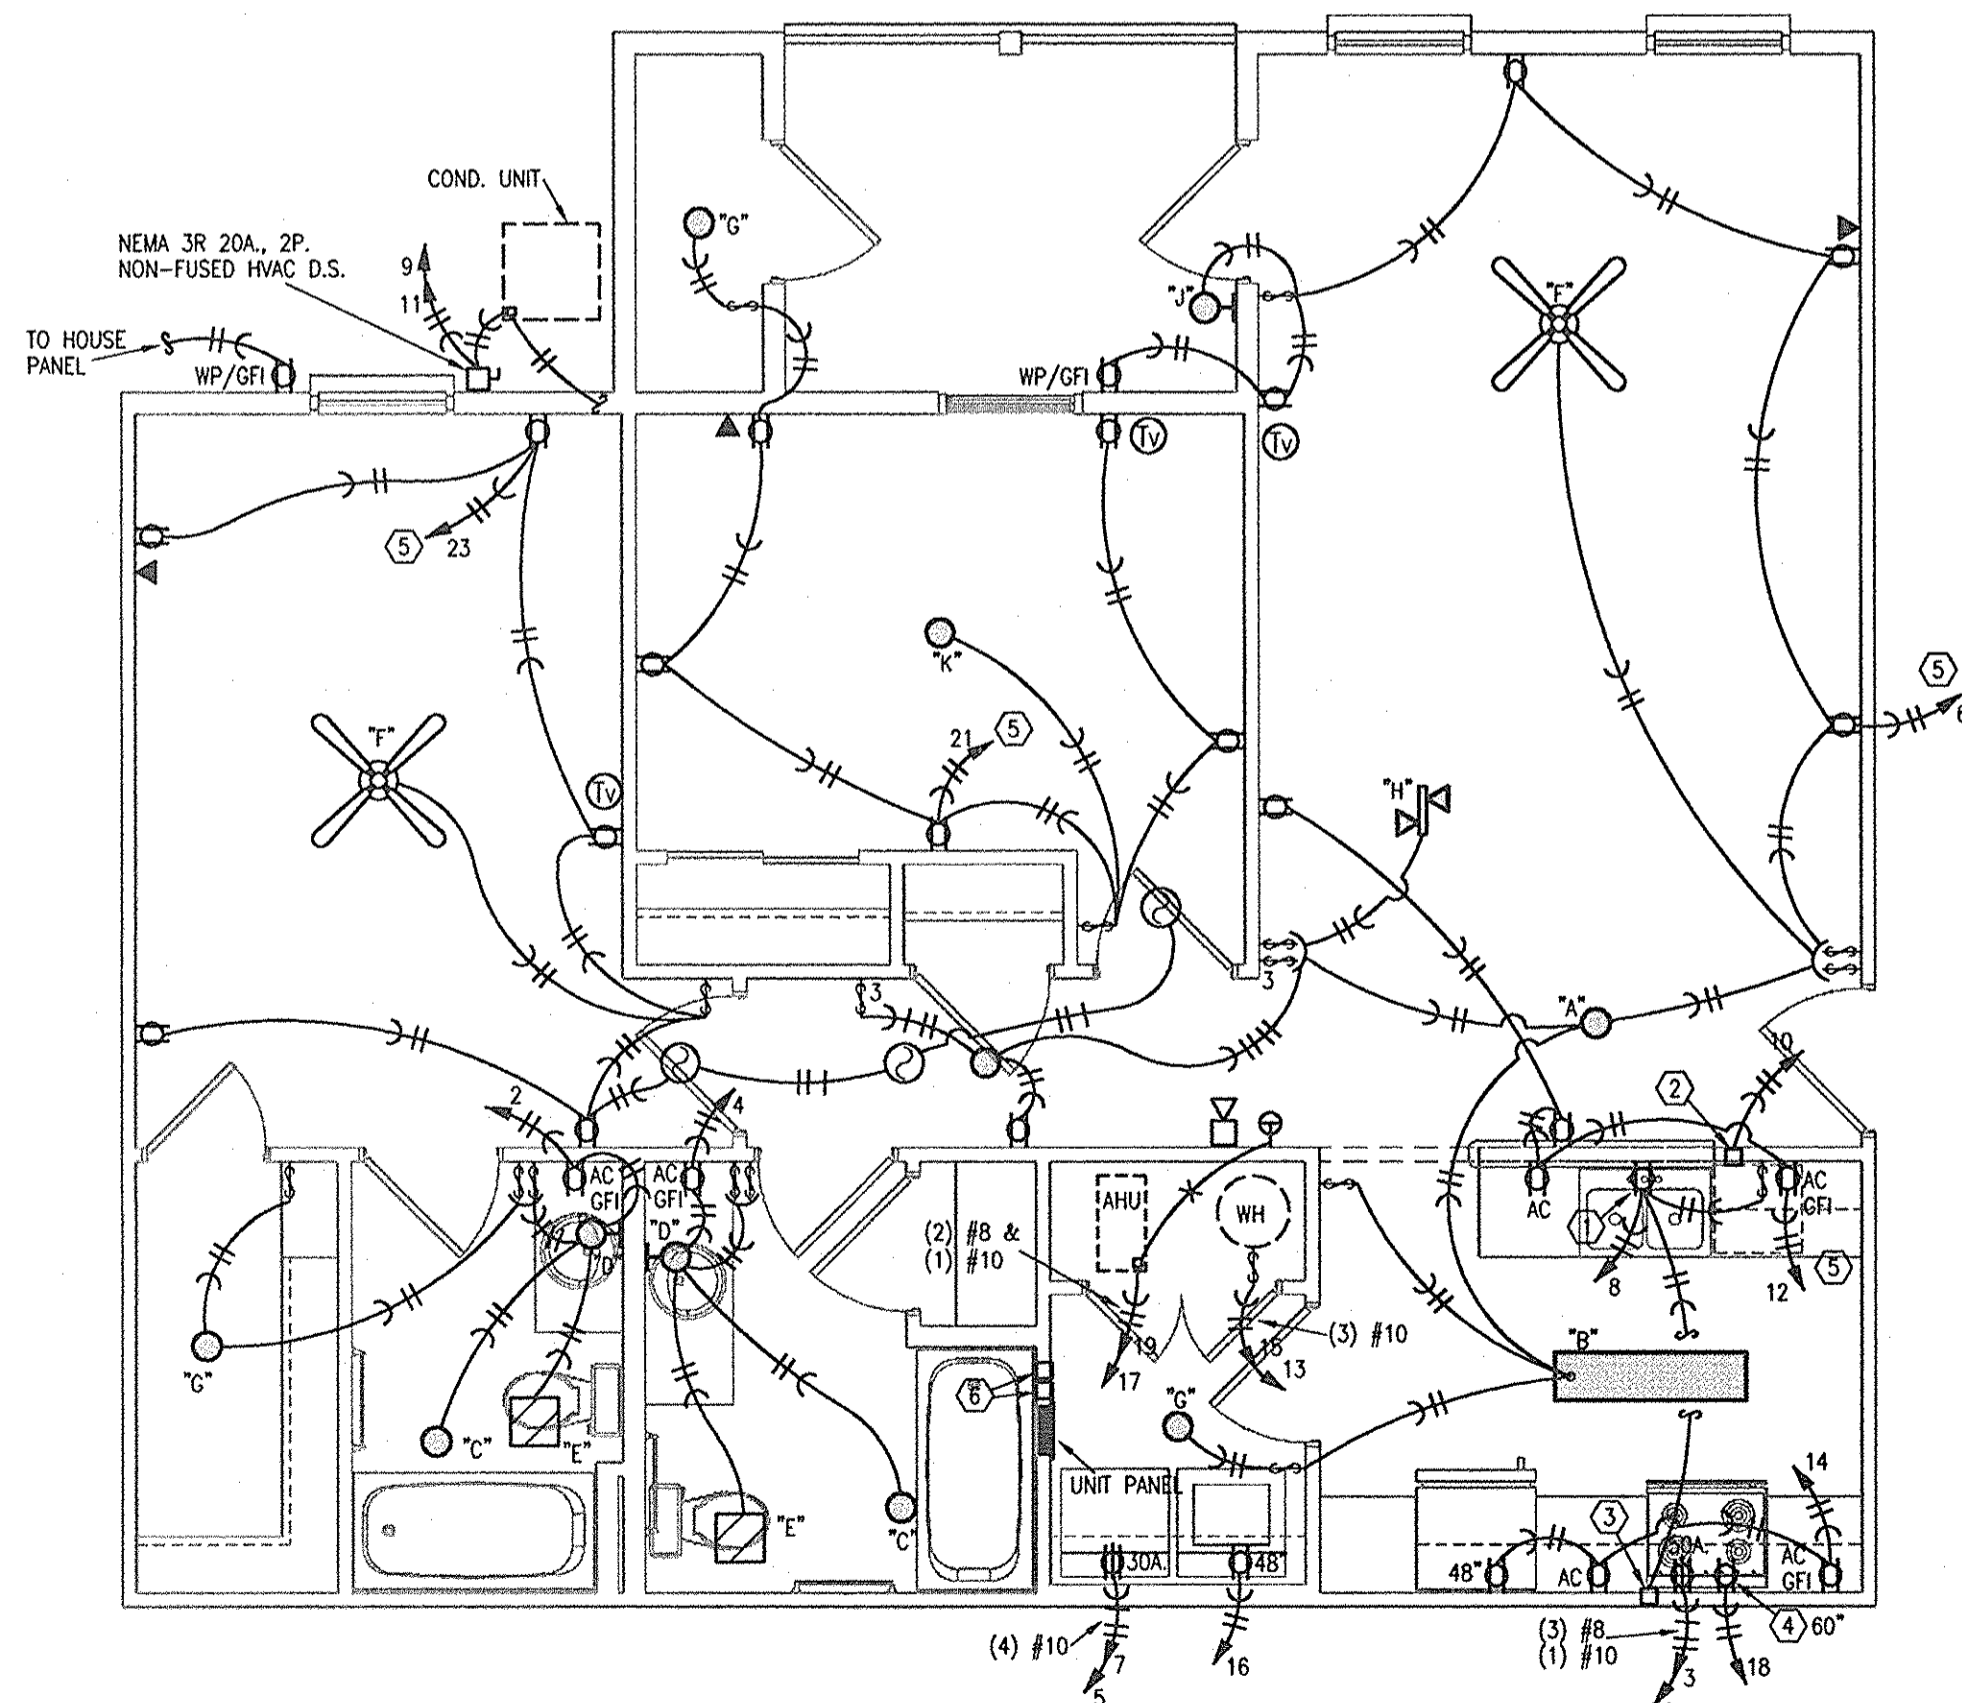 COND. UNIT
NEMA 3R 20A., 2P.
NON-FUSED HVAC D.S.
9
11
TO HOUSE
PANEL
WP/GFI
"G"
"J"
WP/GFI
"F"
TV
TV
5
23
"K"
5
21
5
"F"
TV
"H"
3
3
"A"
10
2
2
4
AC
GFI
AC
GFI
"D"
"D"
AHU
WH
(2) #8 &
(1) #10
AC
1
AC
GFI
8
12
5
"G"
"C"
"E"
"E"
"C"
19
17
(3) #10
15
13
6
"G"
"B"
UNIT PANEL
14
3
30A.
48"
48"
AC
50A.
AC
GFI
(4) #10
7
5
16
(3) #8
(1) #10
3
18
4
60"